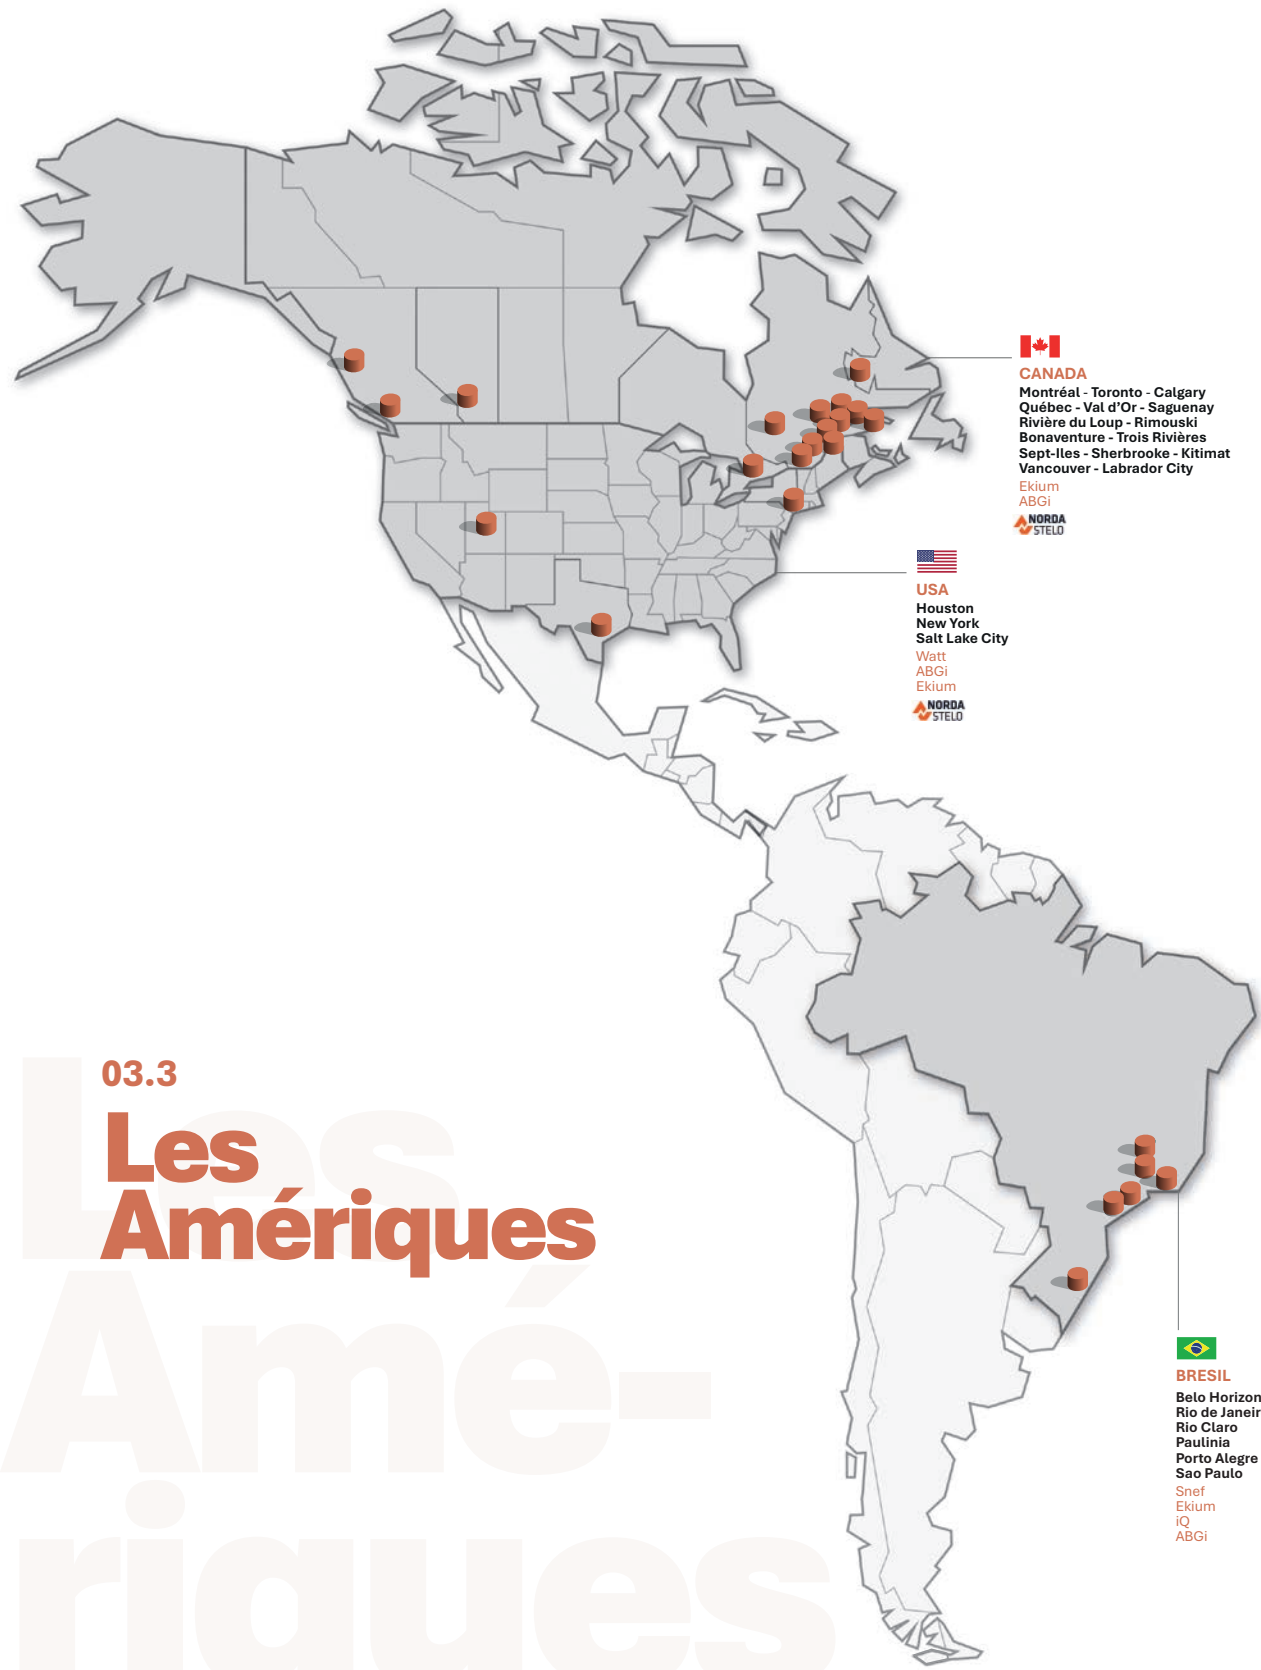 CANADA
Montréal - Toronto - Calgary
Québec - Val d'Or - Saguenay
Rivière du Loup - Rimouski
Bonaventure - Trois Rivières
Sept-Iles - Sherbrooke - Kitimat
Vancouver - Labrador City
Ekium
ABGi
NORDA
STELO
USA
Houston
New York
Salt Lake City
Watt
ABGi
Ekium
NORDA
STELO
03.3
Les
Amériques
Les
Amé-
riques
BRESIL
Belo Horizon
Rio de Janeir
Rio Claro
Paulinia
Porto Alegre
Sao Paulo
Snef
Ekium
iQ
ABGi